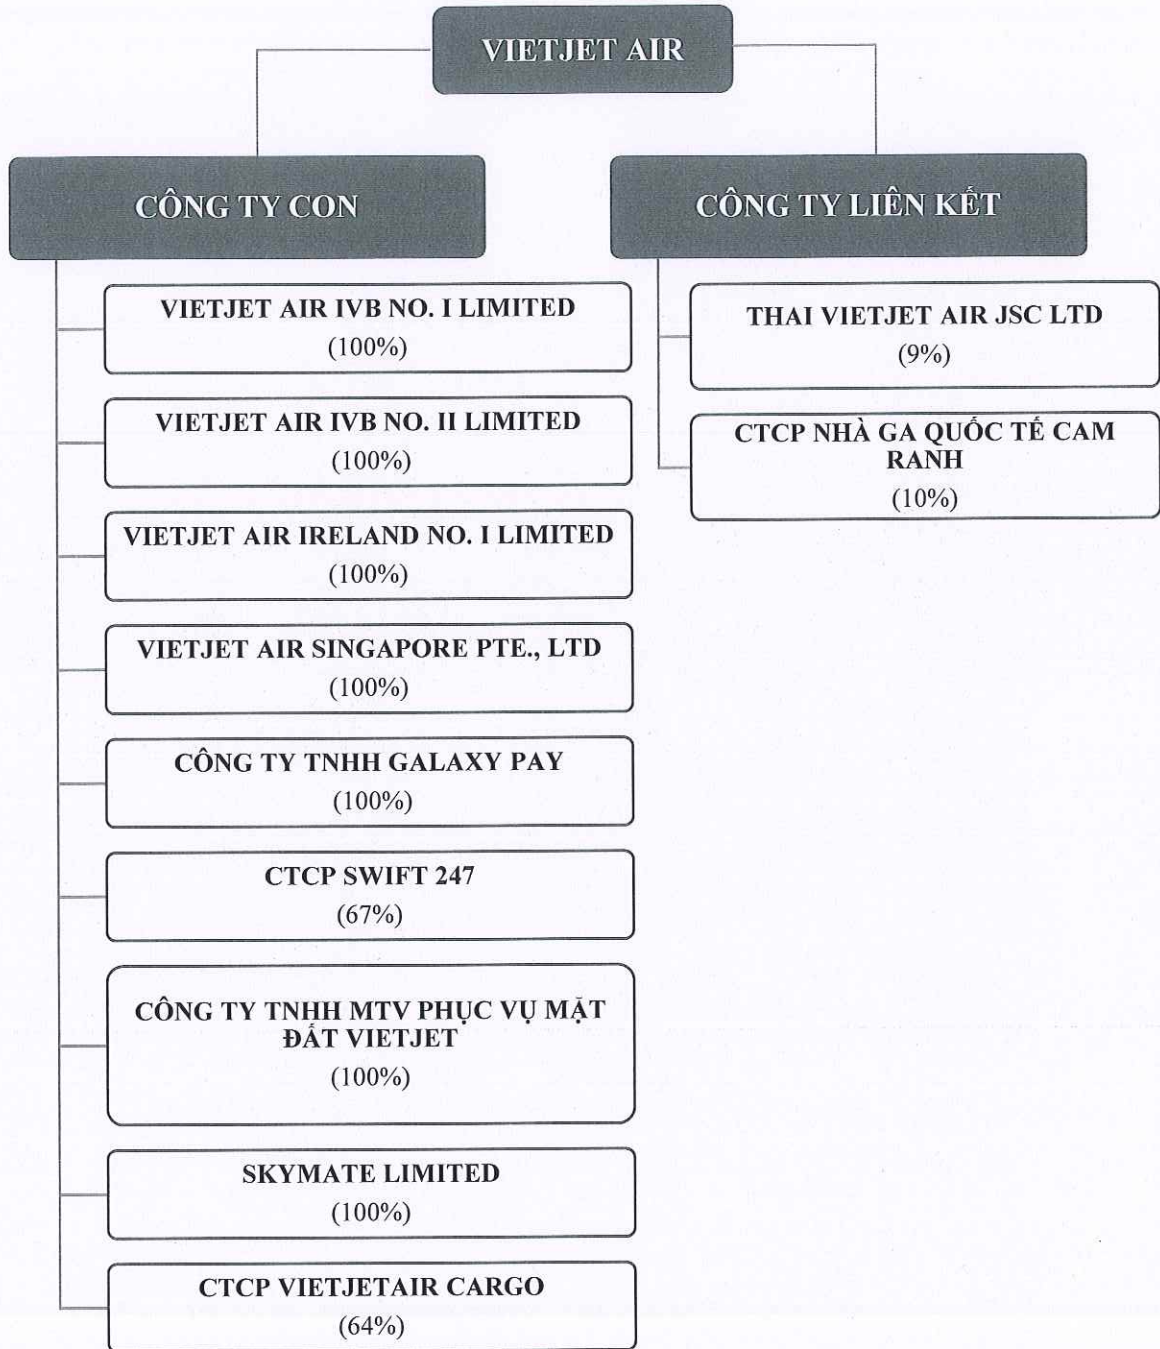 VIETJET AIR
CÔNG TY CON
VIETJET AIR IVB NO. I LIMITED
(100%)
VIETJET AIR IVB NO. II LIMITED
(100%)
VIETJET AIR IRELAND NO. I LIMITED
(100%)
VIETJET AIR SINGAPORE PTE., LTD
(100%)
CÔNG TY TNHH GALAXY PAY
(100%)
CTCP SWIFT 247
(67%)
CÔNG TY TNHH MTV PHỤC VỤ MẶT
ĐẤT VIETJET
(100%)
SKYMATE LIMITED
(100%)
CTCP VIETJETAIR CARGO
(64%)
CÔNG TY LIÊN KẾT
THAI VIETJET AIR JSC LTD
(9%)
CTCP NHÀ GA QUỐC TẾ CAM
RANH
(10%)